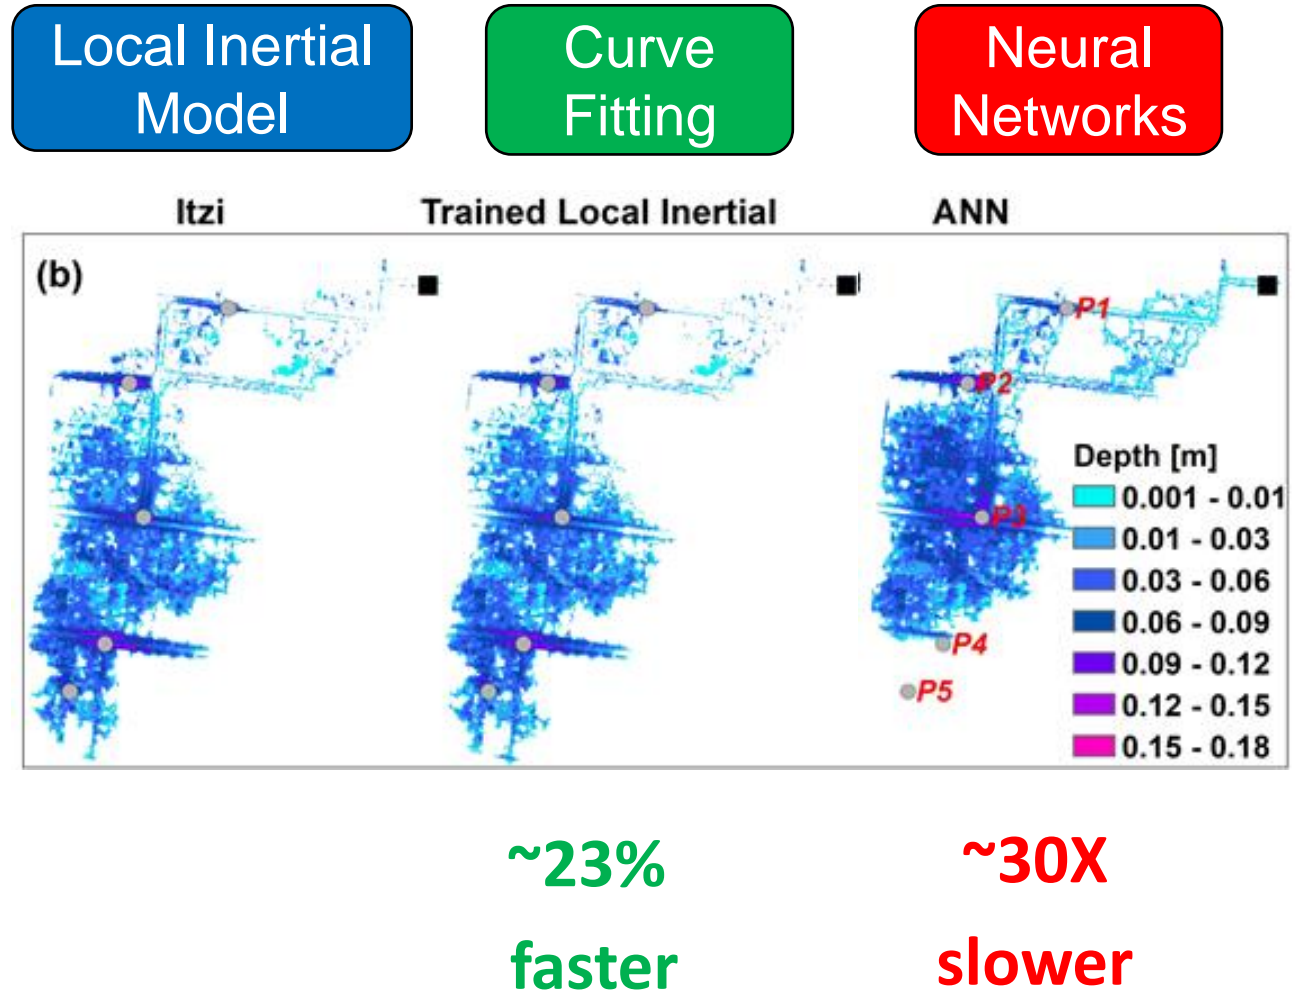 Local Inertial
Model
Curve
Fitting
Neural
Networks
Itzi
Trained Local Inertial
ANN
(b)
P1
P2
P3
P4
P5
Depth [m]
0.001 - 0.01
0.01 - 0.03
0.03 - 0.06
0.06 - 0.09
0.09 - 0.12
0.12 - 0.15
0.15 - 0.18
~23%
faster
~30X
slower